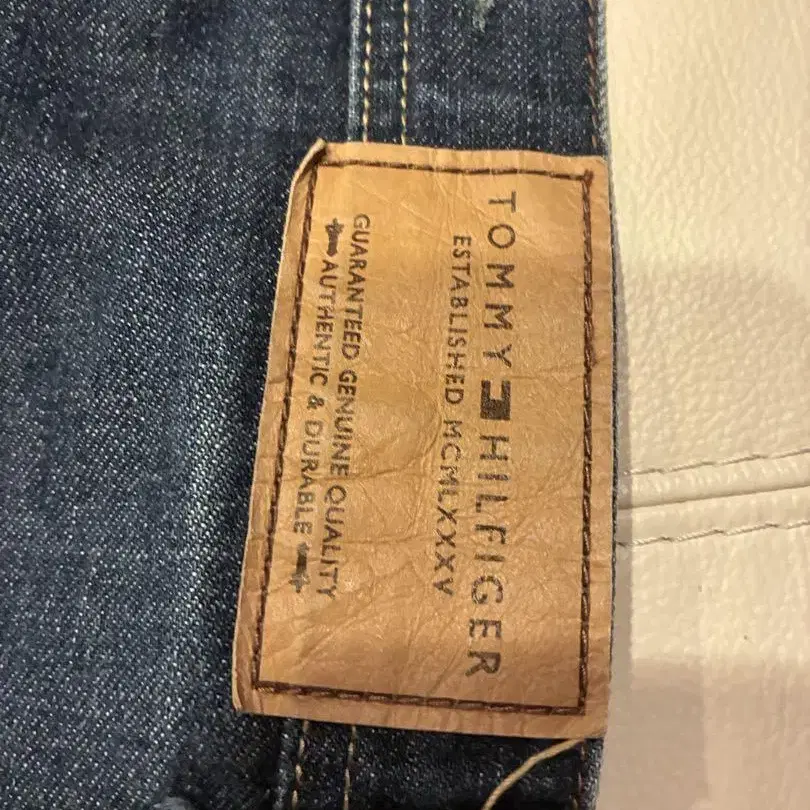 TOMMY HILFIGER
ESTABLISHED MCMLXXXV
GUARANTEED GENUINE QUALITY
AUTHENTIC & DURABLE